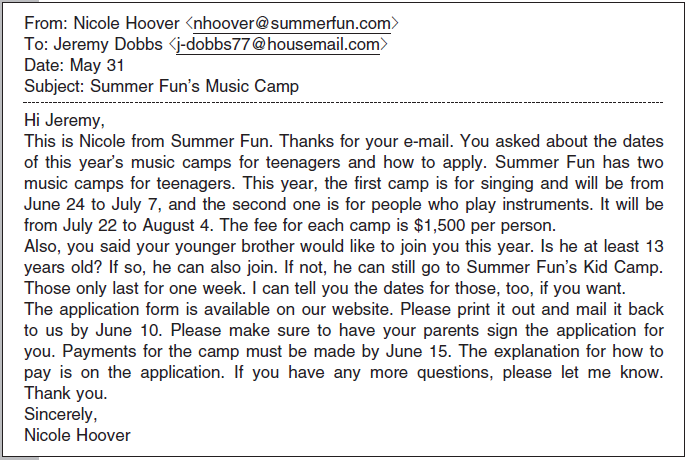 From: Nicole Hoover <nhoover@summerfun.com>
To: Jeremy Dobbs <j-dobbs77@housemail.com>
Date: May 31
Subject: Summer Fun's Music Camp
Hi Jeremy,
This is Nicole from Summer Fun. Thanks for your e-mail. You asked about the dates
of this year's music camps for teenagers and how to apply. Summer Fun has two
music camps for teenagers. This year, the first camp is for singing and will be from
June 24 to July 7, and the second one is for people who play instruments. It will be
from July 22 to August 4. The fee for each camp is $1,500 per person.
Also, you said your younger brother would like to join you this year. Is he at least 13
years old? If so, he can also join. If not, he can still go to Summer Fun's Kid Camp.
Those only last for one week. I can tell you the dates for those, too, if you want.
The application form is available on our website. Please print it out and mail it back
to us by June 10. Please make sure to have your parents sign the application for
you. Payments for the camp must be made by June 15. The explanation for how to
pay is on the application. If you have any more questions, please let me know.
Thank you.
Sincerely,
Nicole Hoover